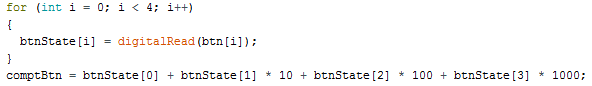 for (int i = 0; i < 4; i++)
{
  btnState[i] = digitalRead(btn[i]);
}
comptBtn = btnState[0] + btnState[1] * 10 + btnState[2] * 100 + btnState[3] * 1000;